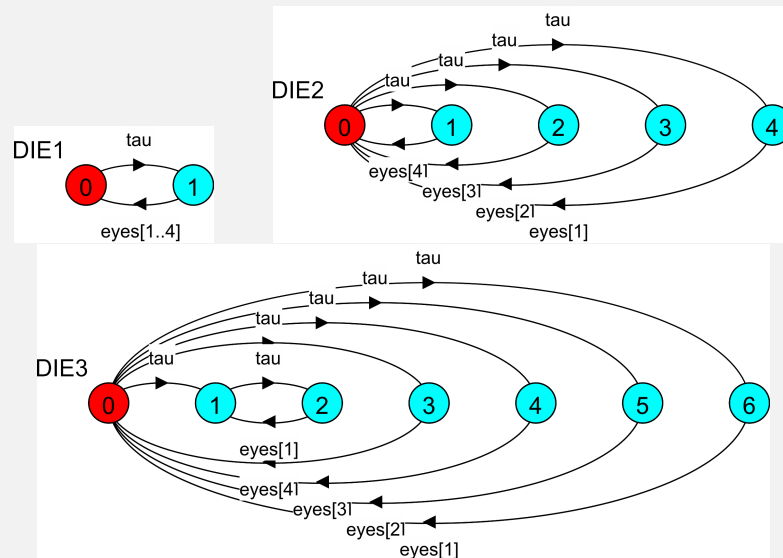 DIE1
tau
0
1
eyes[1..4]
DIE2
tau
tau
tau
tau
0
1
2
3
4
eyes[4]
eyes[3]
eyes[2]
eyes[1]
DIE3
tau
tau
tau
tau
tau
0
1
2
3
4
5
6
eyes[1]
eyes[4]
eyes[3]
eyes[2]
eyes[1]